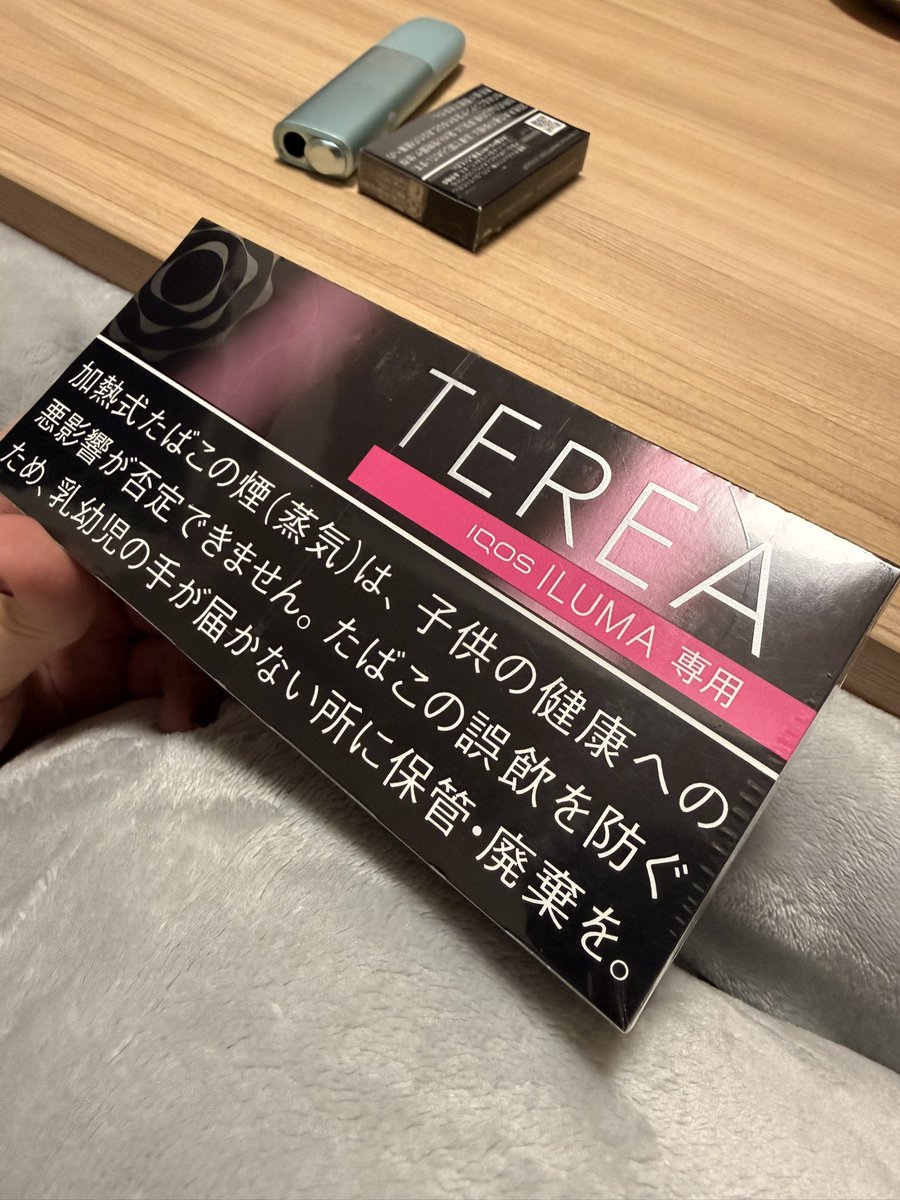 TEREA
IQOS ILUMA 専用
加熱式たばこの煙(蒸気)は、子供の健康への
悪影響が否定できません。たばこの誤飲を防ぐ
ため、乳幼児の手が届かない所に保管・廃棄を。